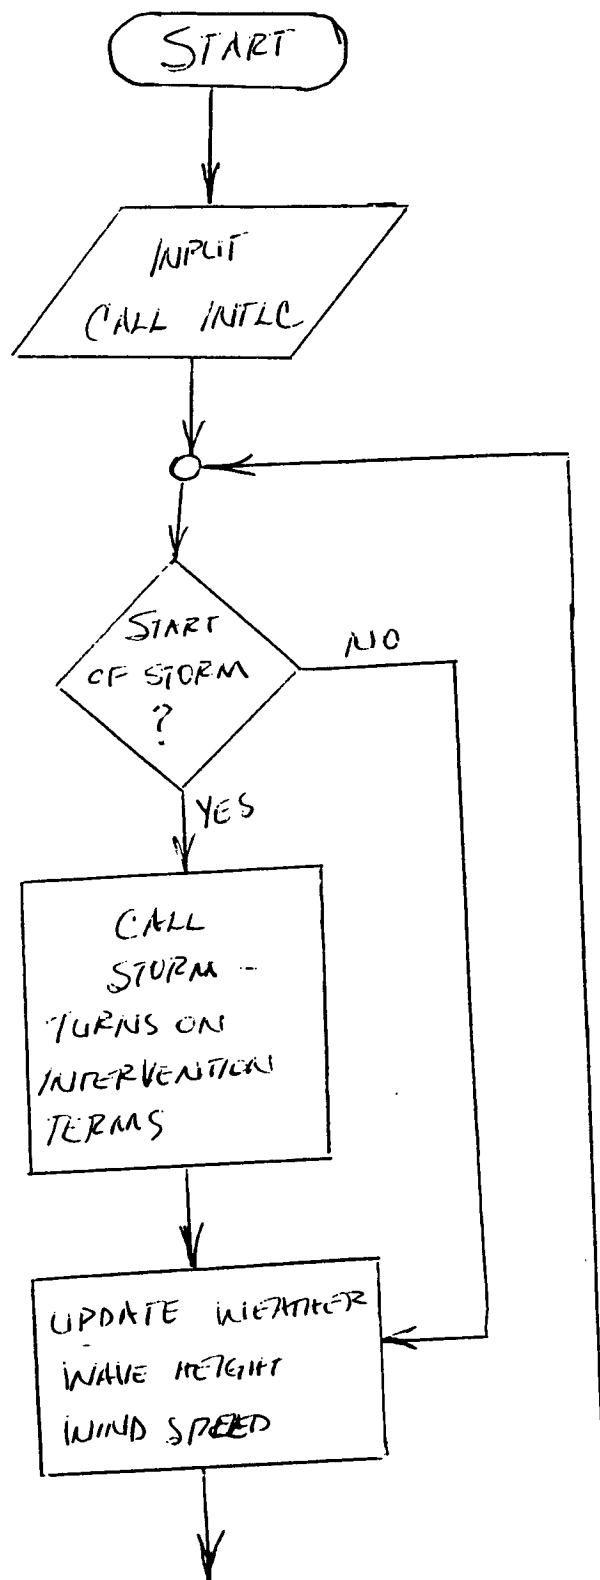 START
INPUT
CALL INTLC
START
OF STORM
?
NO
YES
CALL
STORM -
TURNS ON
INTERVENTION
TERMS
UPDATE WEATHER
WAVE HEIGHT
WIND SPEED